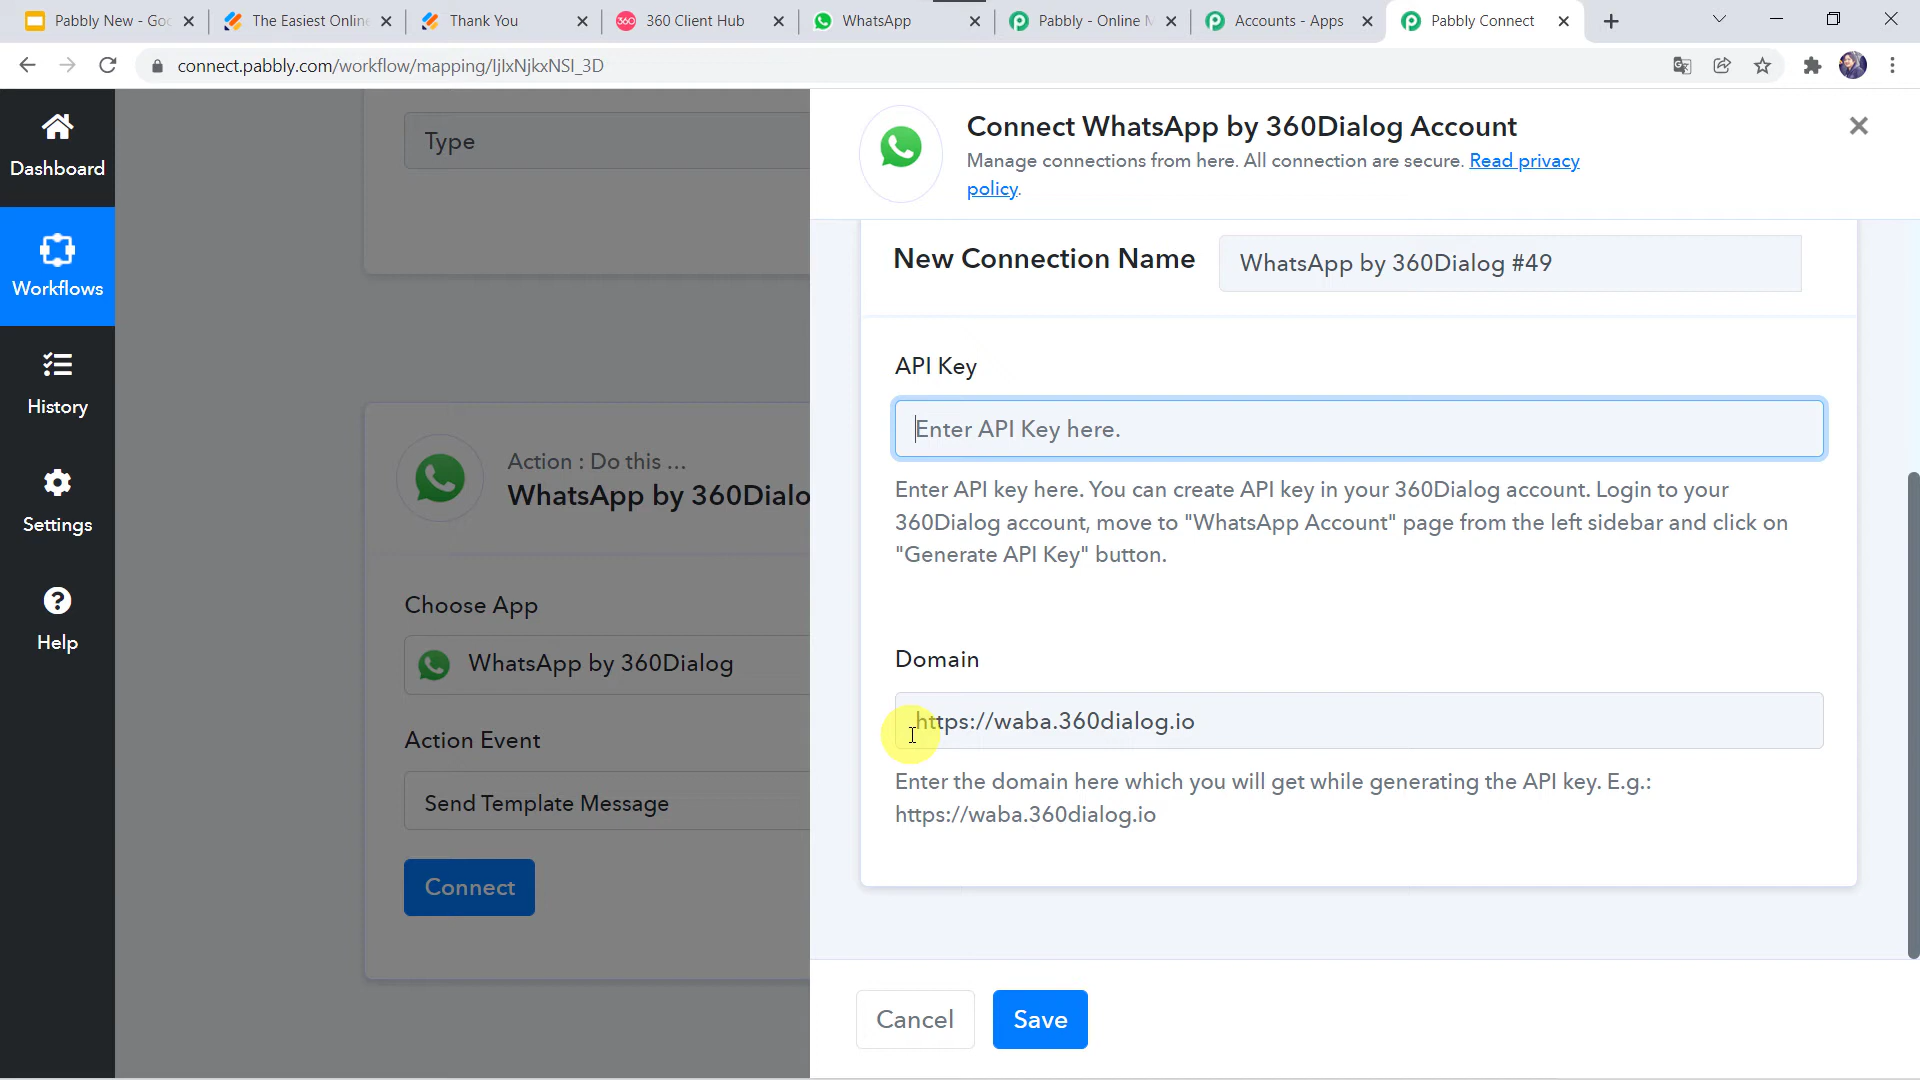 Pabbly New - Goo
The Easiest Online
Thank You
360 Client Hub
WhatsApp
Pabbly - Online M
Accounts - Apps
Pabbly Connect
connect.pabbly.com/workflow/mapping/IjIxNjkxNSI_3D
Dashboard
Workflows
History
Settings
Help
Type
Action : Do this ...
WhatsApp by 360Dialo
Choose App
WhatsApp by 360Dialog
Action Event
Send Template Message
Connect
Connect WhatsApp by 360Dialog Account
Manage connections from here. All connection are secure. Read privacy
policy.
New Connection Name
WhatsApp by 360Dialog #49
API Key
Enter API Key here.
Enter API key here. You can create API key in your 360Dialog account. Login to your
360Dialog account, move to "WhatsApp Account" page from the left sidebar and click on
"Generate API Key" button.
Domain
https://waba.360dialog.io
Enter the domain here which you will get while generating the API key. E.g.:
https://waba.360dialog.io
Cancel
Save